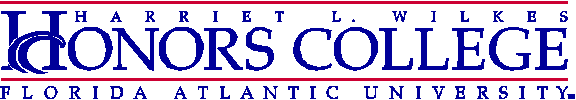 HARRIET L. WILKES
HONORS COLLEGE
FLORIDA ATLANTIC UNIVERSITY